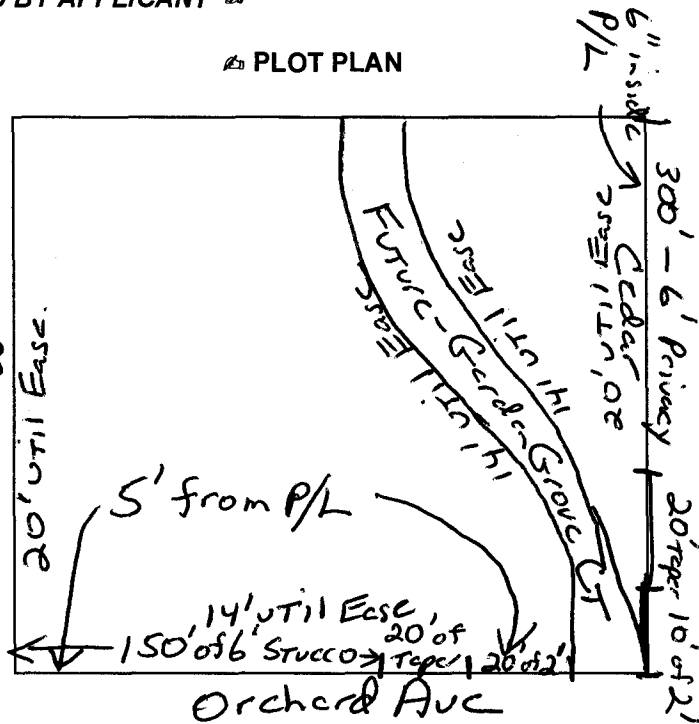 BY APPLICANT
PLOT PLAN
6" inside
P/L
300' - 6' Privacy
Cedar
20' UTil Ease
20' Taper
10' of 2'
14' UTil Ease
Future - Garden Grove CT
14' UTil Ease
20' UTil Ease.
5' from P/L
14' UTil Ease
150' of 6' Stucco
20' of
Taper
20' of 2'
Orchard Ave